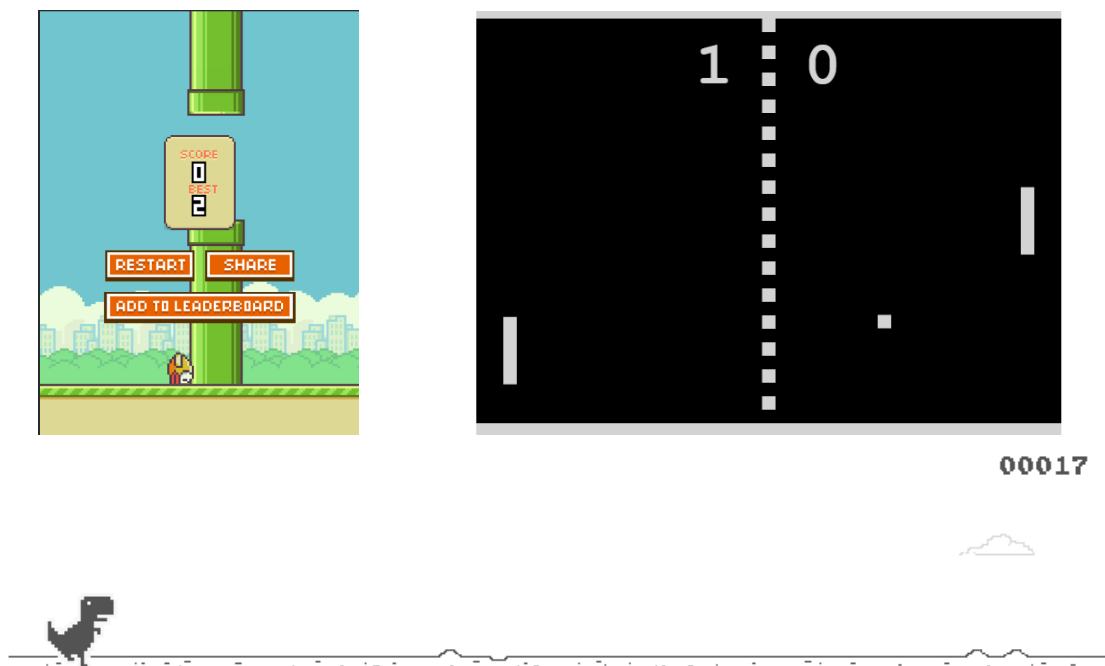 SCORE
0
BEST
2
RESTART SHARE
ADD TO LEADERBOARD
1 0
00017